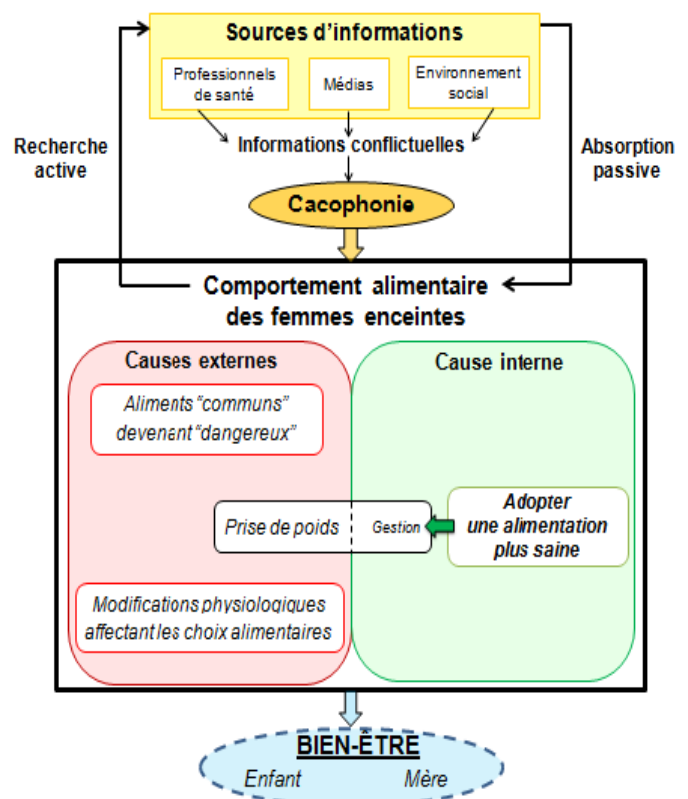 Sources d'informations
Professionnels
de santé
Médias
Environnement
social
Recherche
active
Informations conflictuelles
Absorption
passive
Cacophonie
Comportement alimentaire
des femmes enceintes
Causes externes
Cause interne
Aliments "communs"
devenant "dangereux"
Prise de poids
Gestion
Adopter
une alimentation
plus saine
Modifications physiologiques
affectant les choix alimentaires
BIEN-ÊTRE
Enfant
Mère